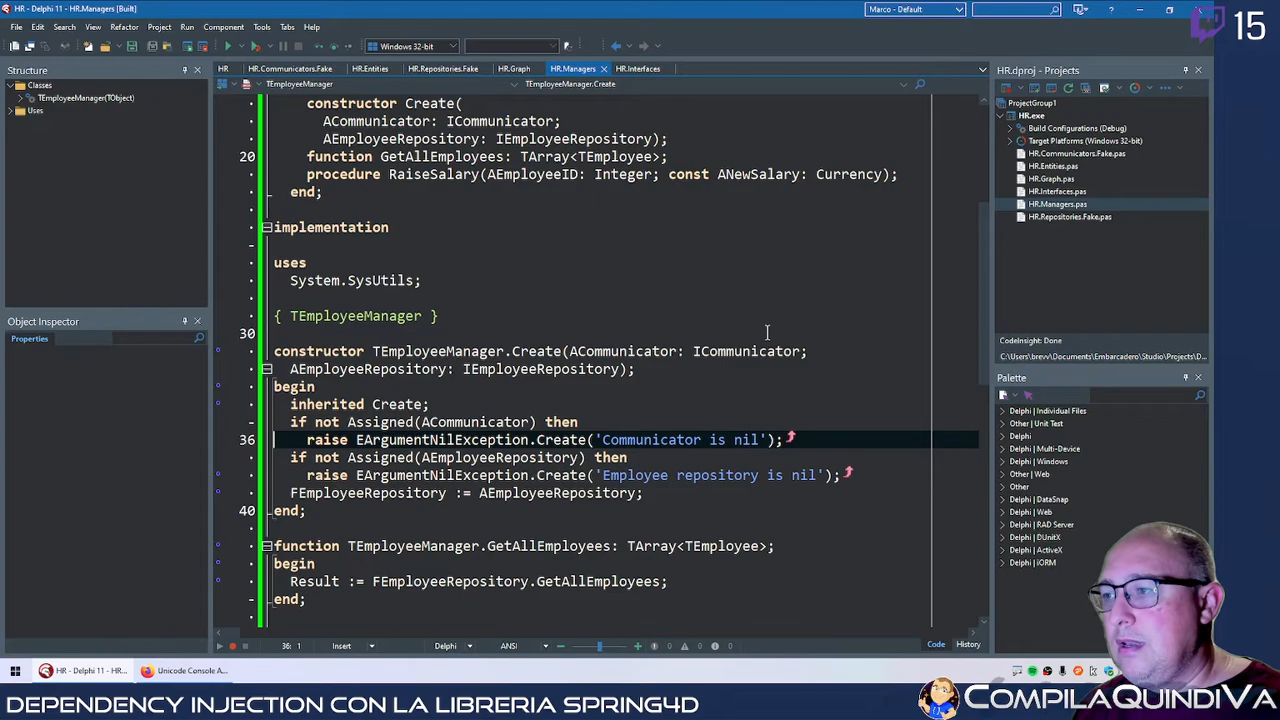 HR - Delphi 11 - HR.Managers [Built]
Marco - Default
15
File Edit Search View Refactor Project Run Component Tools Tabs Help
Windows 32-bit
Structure
Classes
TEmployeeManager(TObject)
Uses
Object Inspector
Properties
HR HR.Communicators.Fake HR.Entities HR.Repositories.Fake HR.Graph HR.Managers HR.Interfaces
TEmployeeManager TEmployeeManager.Create
constructor Create(
ACommunicator: ICommunicator;
AEmployeeRepository: IEmployeeRepository);
20 function GetAllEmployees: TArray<TEmployee>;
procedure RaiseSalary(AEmployeeID: Integer; const ANewSalary: Currency);
end;
implementation
uses
System.SysUtils;
{ TEmployeeManager }
30
constructor TEmployeeManager.Create(ACommunicator: ICommunicator;
AEmployeeRepository: IEmployeeRepository);
begin
inherited Create;
if not Assigned(ACommunicator) then
36 raise EArgumentNilException.Create('Communicator is nil');
if not Assigned(AEmployeeRepository) then
raise EArgumentNilException.Create('Employee repository is nil');
FEmployeeRepository := AEmployeeRepository;
40 end;
function TEmployeeManager.GetAllEmployees: TArray<TEmployee>;
begin
Result := FEmployeeRepository.GetAllEmployees;
end;
36: 1 Insert Delphi ANSI 0 0 0 Code History
HR.dproj - Projects
ProjectGroup1
HR.exe
Build Configurations (Debug)
Target Platforms (Windows 32-bit)
HR.Communicators.Fake.pas
HR.Entities.pas
HR.Graph.pas
HR.Interfaces.pas
HR.Managers.pas
HR.Repositories.Fake.pas
CodeInsight: Done
C:\Users\brevv\Documents\Embarcadero\Studio\Projects\D...
Palette
Delphi | Individual Files
Other | Unit Test
Delphi
Delphi | Multi-Device
Delphi | Windows
Other | Web
Other
Delphi | DataSnap
Delphi | Web
Delphi | RAD Server
Delphi | DUnitX
Delphi | ActiveX
Delphi | iORM
HR - Delphi 11 - HR...
Unicode Console A...
DEPENDENCY INJECTION CON LA LIBRERIA SPRING4D
COMPILAQUINDIVA